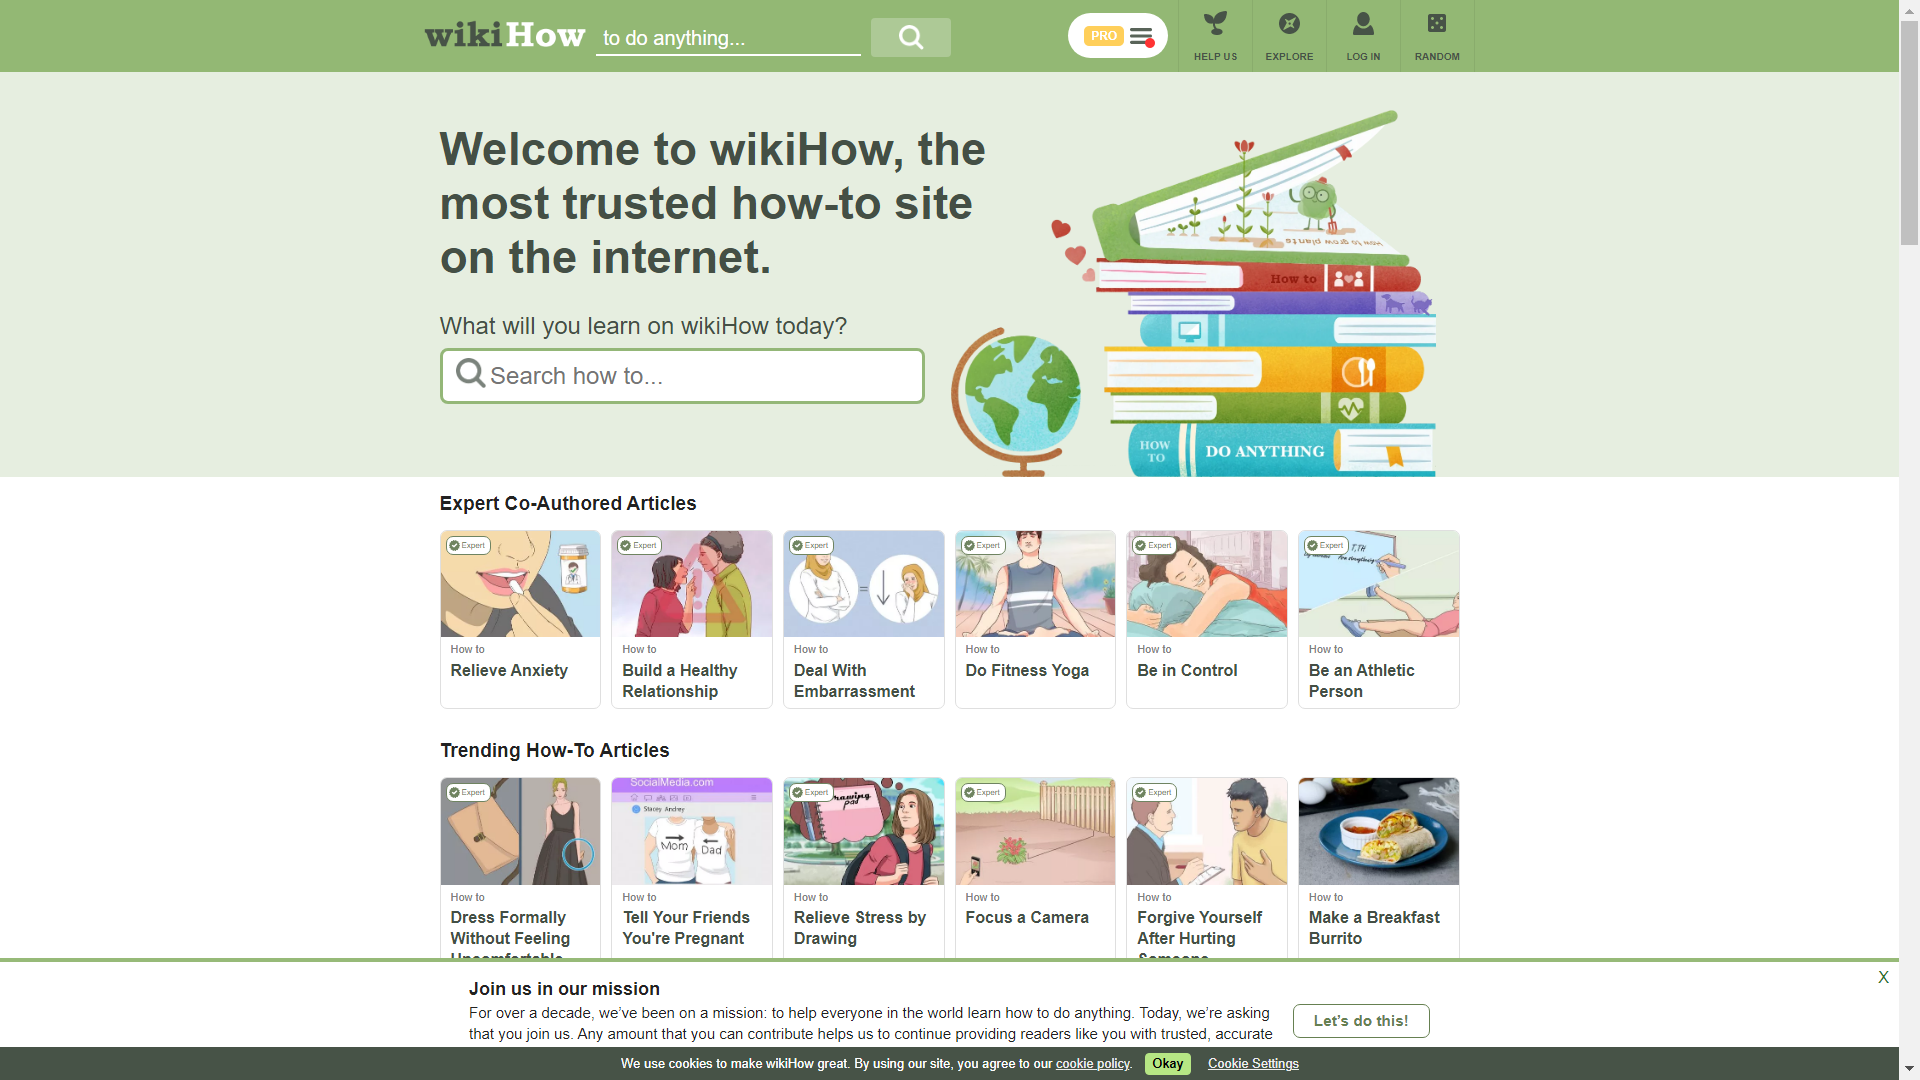 wikiHow
to do anything...
PRO
HELP US
EXPLORE
LOG IN
RANDOM
Welcome to wikiHow, the
most trusted how-to site
on the internet.
How to grow plants
How to
What will you learn on wikiHow today?
Search how to...
HOW
TO
DO ANYTHING
Expert Co-Authored Articles
Expert
Expert
Expert
Expert
Expert
Expert
T,TH
=
How to
Relieve Anxiety
How to
Build a Healthy
Relationship
How to
Deal With
Embarrassment
How to
Do Fitness Yoga
How to
Be in Control
How to
Be an Athletic
Person
Trending How-To Articles
Expert
SocialMedia.com
Stacey Andrey
Mom
Dad
Expert
Drawing
pad
Expert
Expert
How to
Dress Formally
Without Feeling
Uncomfortable
How to
Tell Your Friends
You're Pregnant
How to
Relieve Stress by
Drawing
How to
Focus a Camera
How to
Forgive Yourself
After Hurting
Someone
How to
Make a Breakfast
Burrito
X
Join us in our mission
For over a decade, we’ve been on a mission: to help everyone in the world learn how to do anything. Today, we’re asking
that you join us. Any amount that you can contribute helps us to continue providing readers like you with trusted, accurate
Let’s do this!
We use cookies to make wikiHow great. By using our site, you agree to our cookie policy.
Okay
Cookie Settings